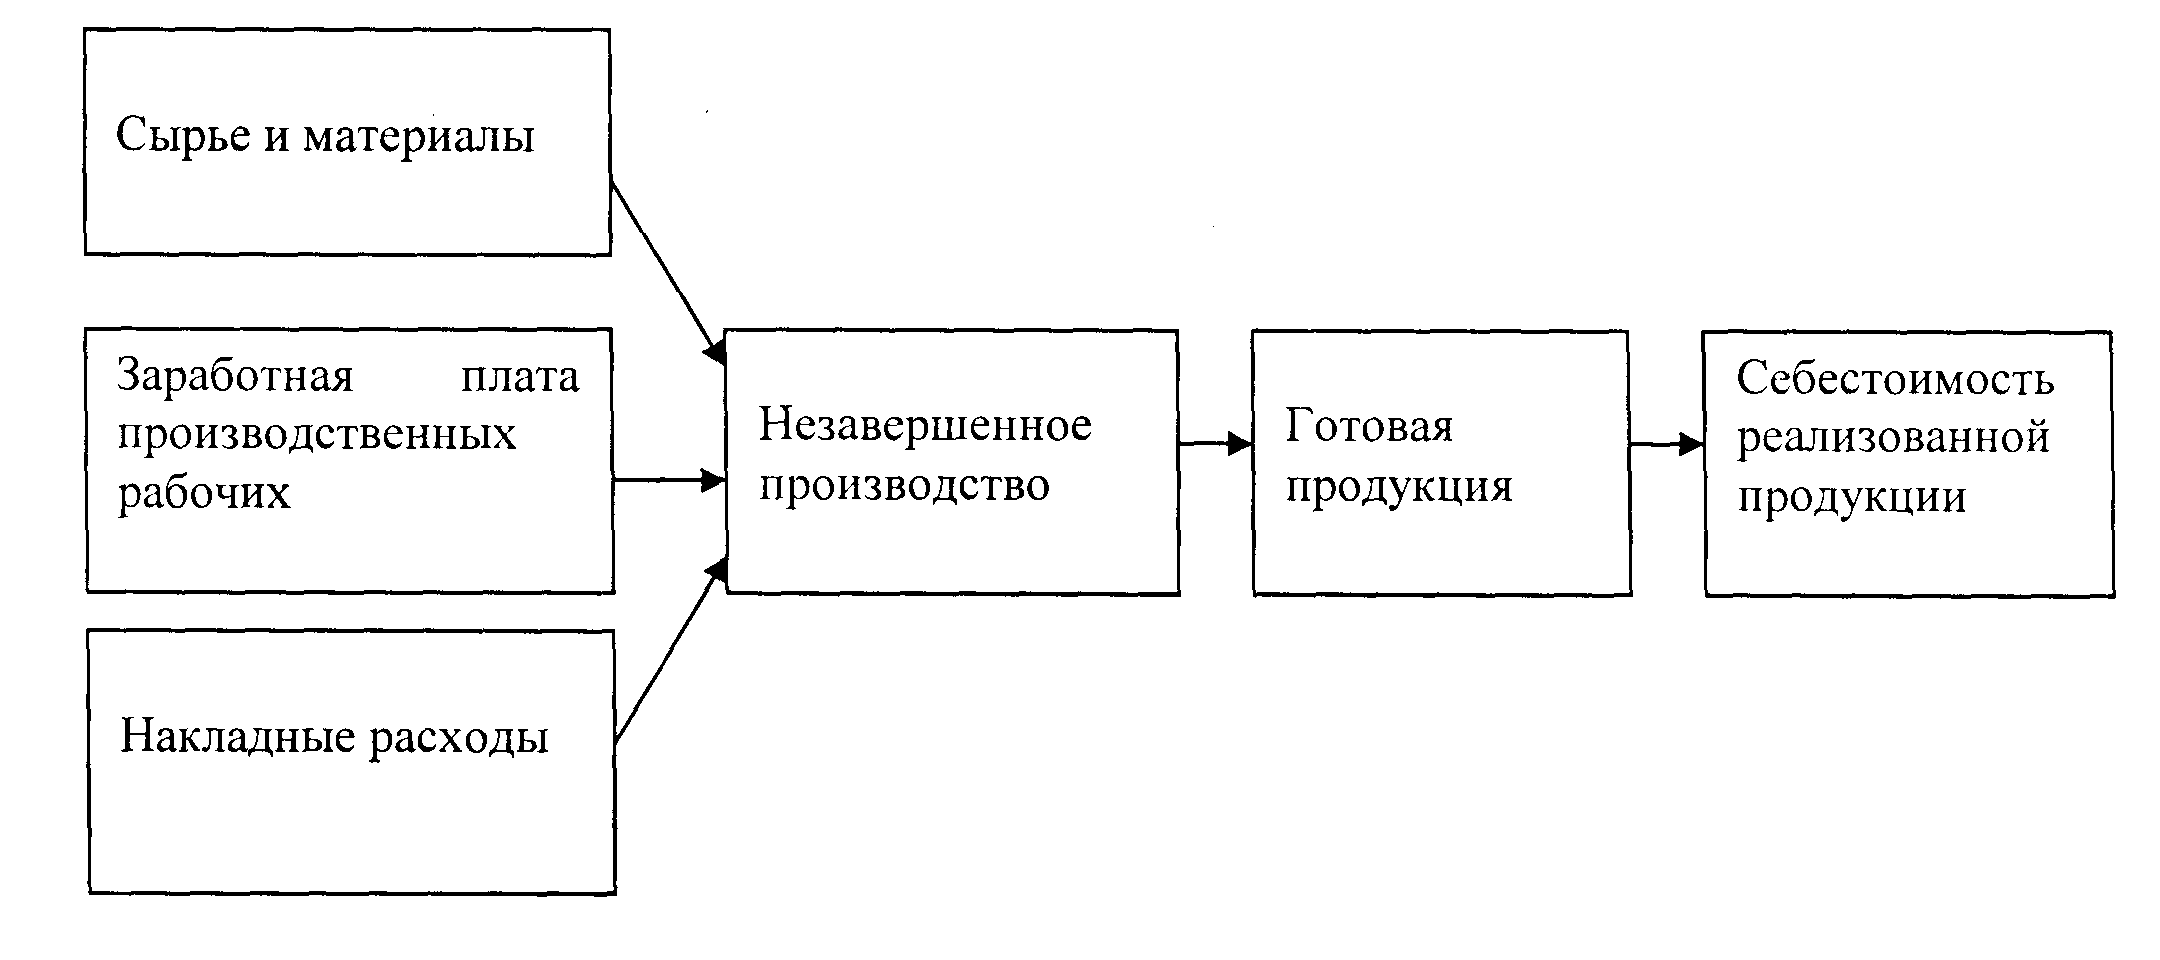 Сырье и материалы
Заработная плата
производственных
рабочих
Накладные расходы
Незавершенное
производство
Готовая
продукция
Себестоимость
реализованной
продукции